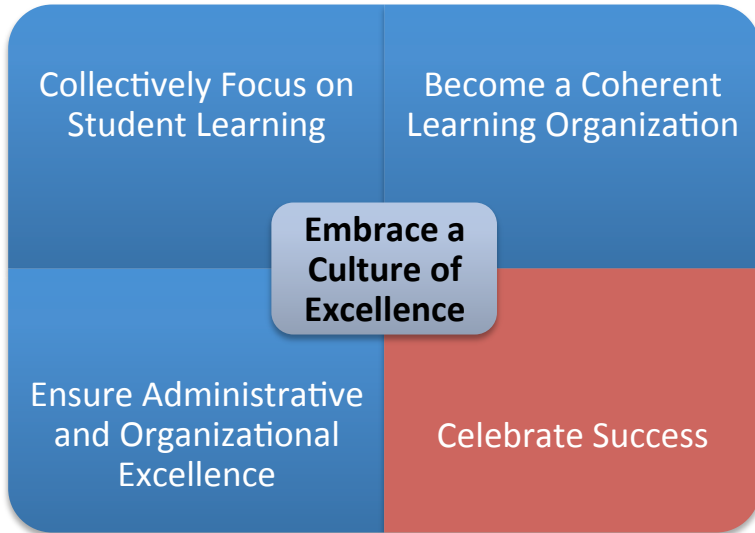 Collectively Focus on
Student Learning
Become a Coherent
Learning Organization
Embrace a
Culture of
Excellence
Ensure Administrative
and Organizational
Excellence
Celebrate Success